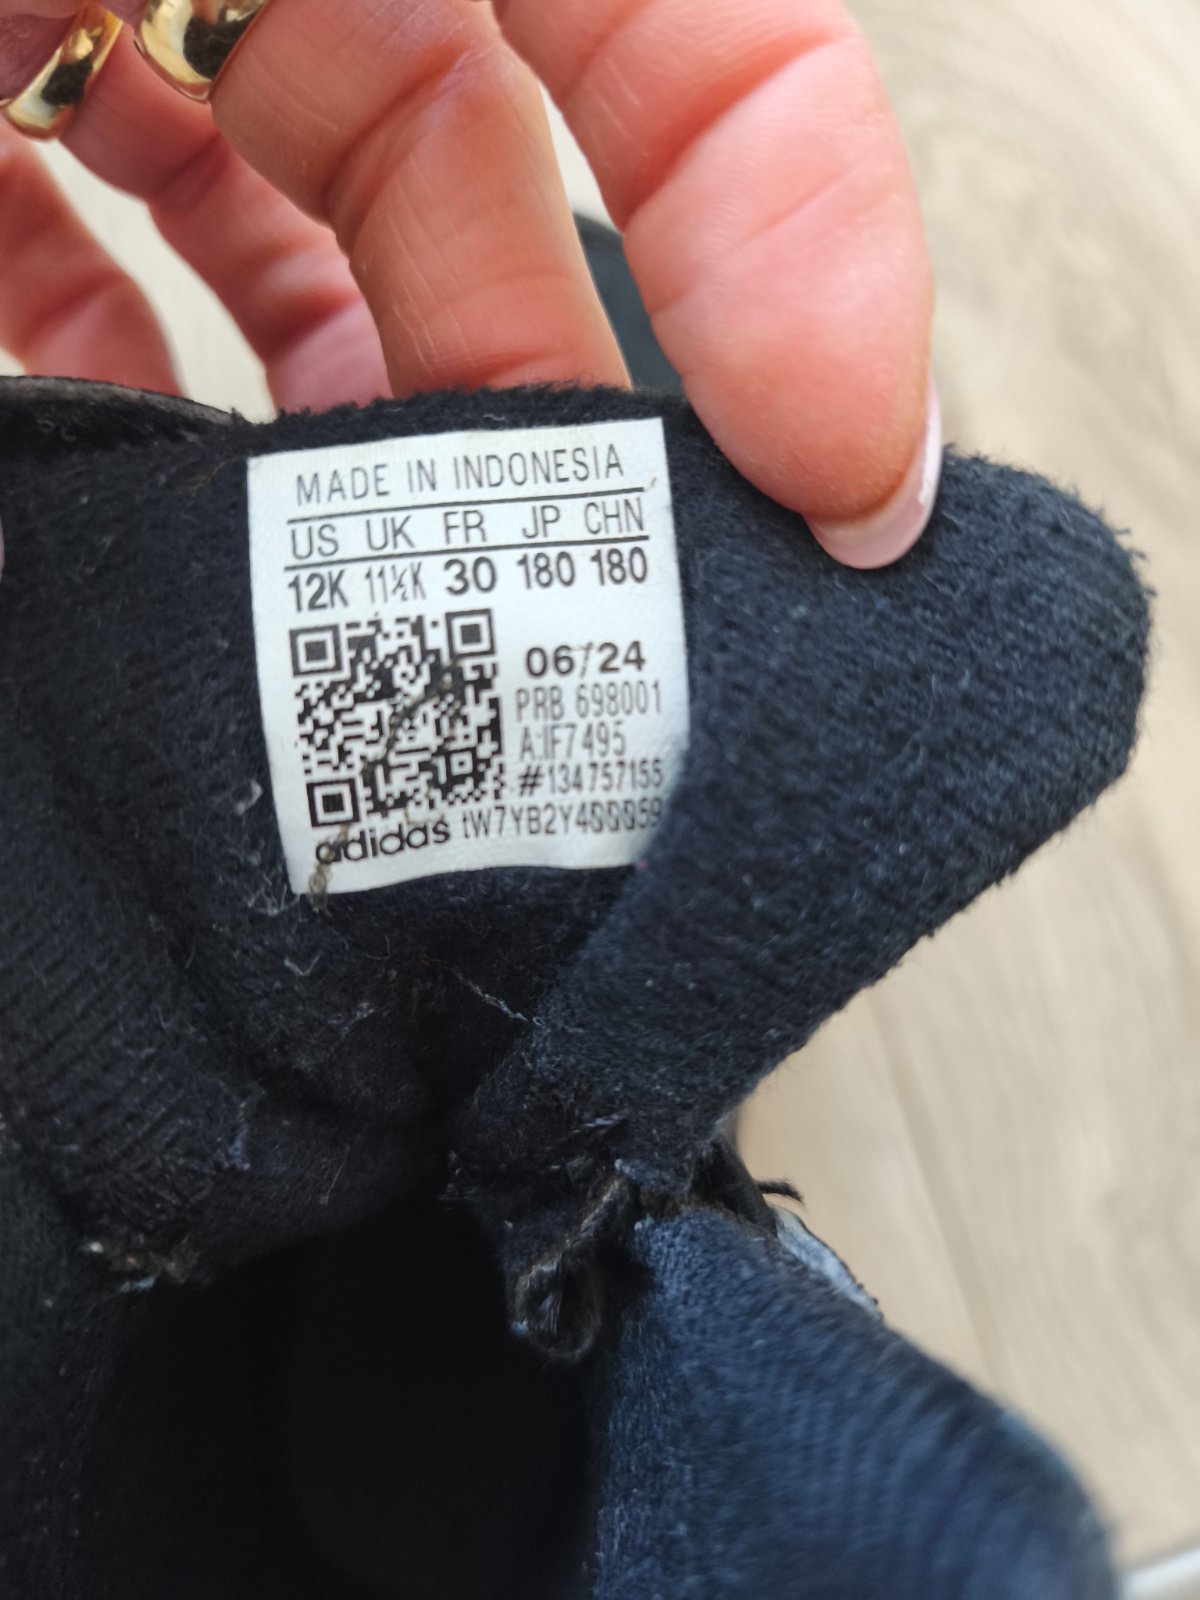 MADE IN INDONESIA
US UK FR JP CHN
12K 11½K 30 180 180
06/24
PRB 698001
A:IF7495
#134757155
adidas